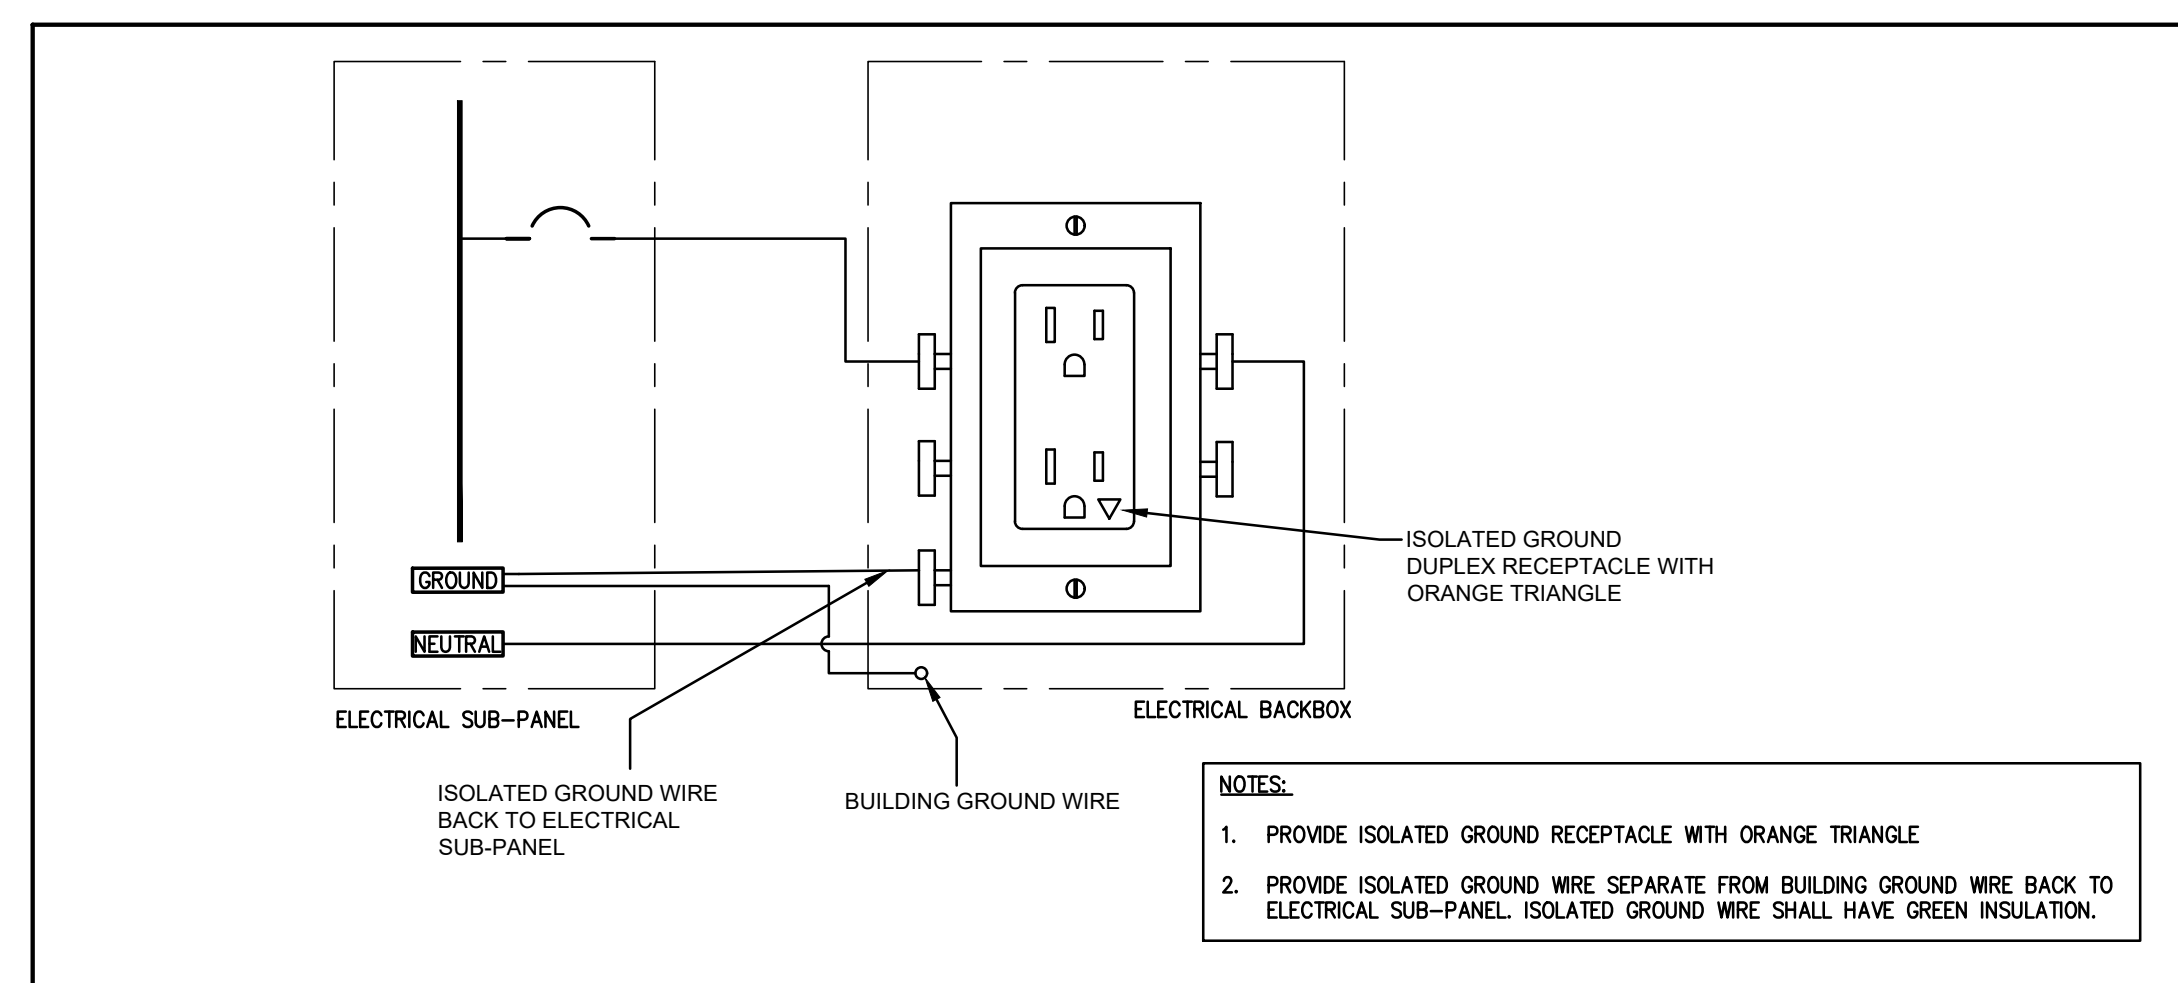 GROUND
NEUTRAL
ELECTRICAL SUB-PANEL
ELECTRICAL BACKBOX
ISOLATED GROUND
DUPLEX RECEPTACLE WITH
ORANGE TRIANGLE
ISOLATED GROUND WIRE
BACK TO ELECTRICAL
SUB-PANEL
BUILDING GROUND WIRE
NOTES:
1. PROVIDE ISOLATED GROUND RECEPTACLE WITH ORANGE TRIANGLE
2. PROVIDE ISOLATED GROUND WIRE SEPARATE FROM BUILDING GROUND WIRE BACK TO
ELECTRICAL SUB-PANEL. ISOLATED GROUND WIRE SHALL HAVE GREEN INSULATION.